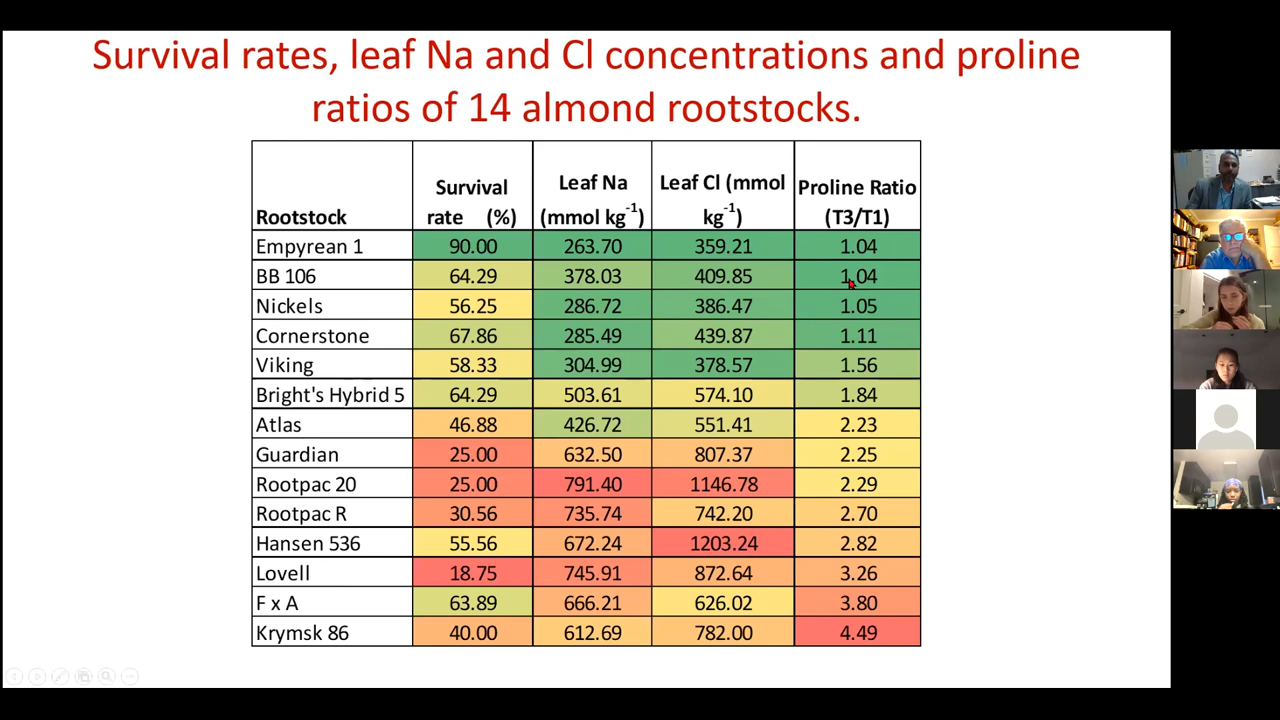 Survival rates, leaf Na and Cl concentrations and proline
ratios of 14 almond rootstocks.
Rootstock Survival rate (%) Leaf Na (mmol kg-1) Leaf Cl (mmol kg-1) Proline Ratio (T3/T1)
Empyrean 1 90.00 263.70 359.21 1.04
BB 106 64.29 378.03 409.85 1.04
Nickels 56.25 286.72 386.47 1.05
Cornerstone 67.86 285.49 439.87 1.11
Viking 58.33 304.99 378.57 1.56
Bright's Hybrid 5 64.29 503.61 574.10 1.84
Atlas 46.88 426.72 551.41 2.23
Guardian 25.00 632.50 807.37 2.25
Rootpac 20 25.00 791.40 1146.78 2.29
Rootpac R 30.56 735.74 742.20 2.70
Hansen 536 55.56 672.24 1203.24 2.82
Lovell 18.75 745.91 872.64 3.26
F x A 63.89 666.21 626.02 3.80
Krymsk 86 40.00 612.69 782.00 4.49